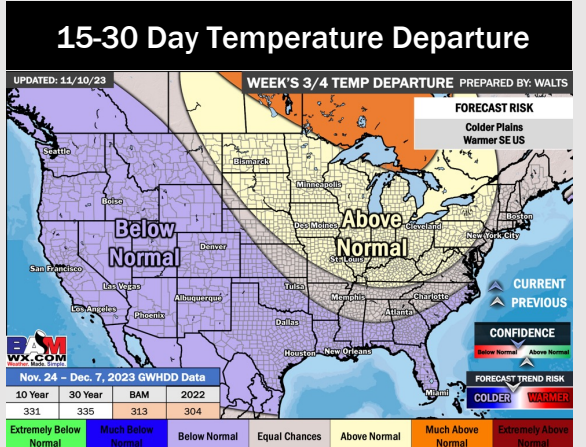 15-30 Day Temperature Departure
UPDATED: 11/10/23
WEEK'S 3/4 TEMP DEPARTURE PREPARED BY: WALTS
FORECAST RISK
Colder Plains
Warmer SE US
Seattle
Bismarck
Minneapolis
Boise
Boston
Below
Normal
Above
Normal
Des Moines
Cleveland
New York City
Denver
St. Louis
San Francisco
Las Vegas
Tulsa
Memphis
Charlotte
Los Angeles
Albuquerque
Phoenix
Atlanta
Dallas
Houston
New Orleans
Miami
CURRENT
PREVIOUS
CONFIDENCE
Below Normal Above Normal
FORECAST TREND RISK
COLDER WARMER
BAM
WX.COM
Weather. Made. Simple.
Nov. 24 – Dec. 7, 2023 GWHDD Data
10 Year 30 Year BAM 2022
331 335 313 304
Extremely Below Normal
Much Below Normal
Below Normal
Equal Chances
Above Normal
Much Above Normal
Extremely Above Normal